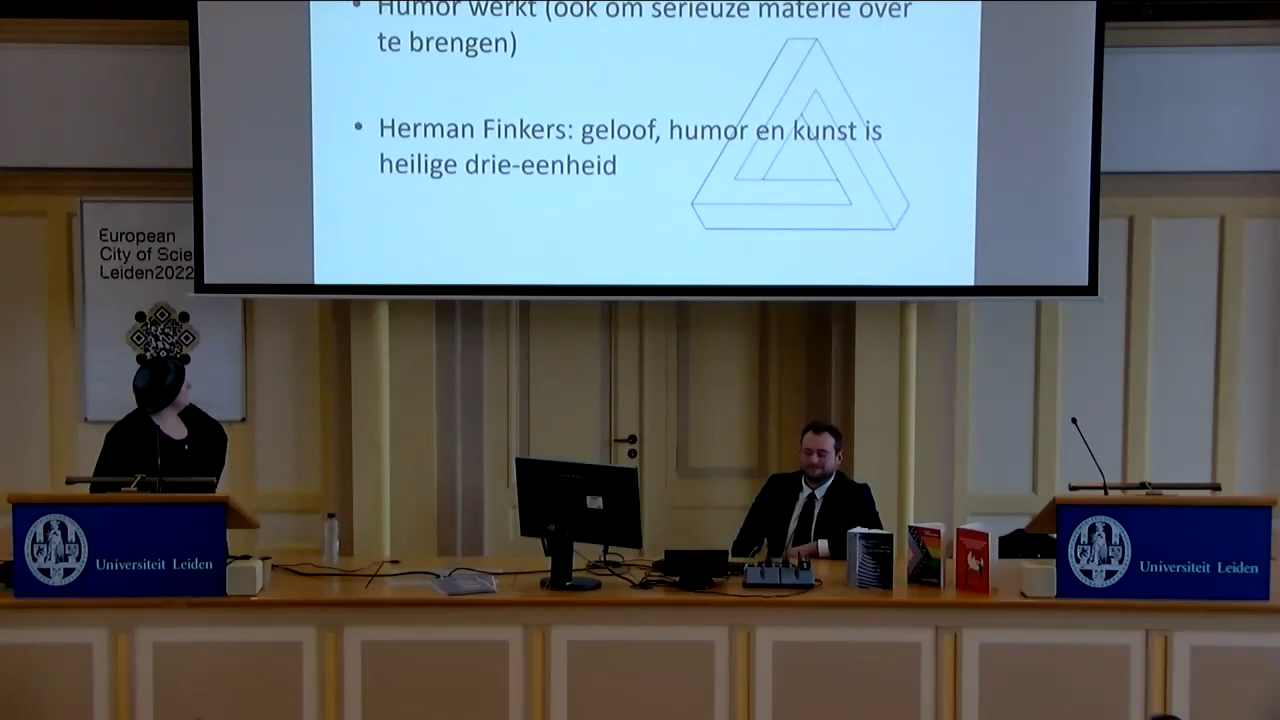 Humor werkt (ook om serieuze materie over
te brengen)
Herman Finkers: geloof, humor en kunst is
heilige drie-eenheid
European
City of Scie
Leiden2022
Universiteit Leiden
Universiteit Leiden